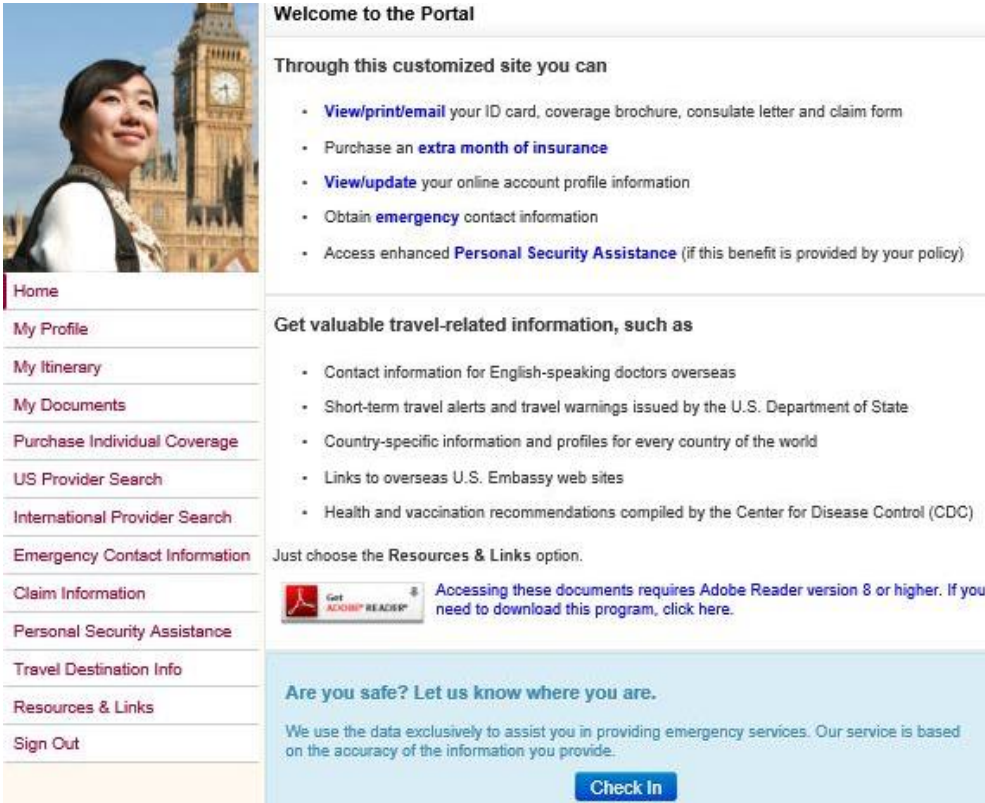 Welcome to the Portal
Through this customized site you can
• View/print/email your ID card, coverage brochure, consulate letter and claim form
• Purchase an extra month of insurance
• View/update your online account profile information
• Obtain emergency contact information
• Access enhanced Personal Security Assistance (if this benefit is provided by your policy)
Home
My Profile
My Itinerary
My Documents
Purchase Individual Coverage
US Provider Search
International Provider Search
Emergency Contact Information
Claim Information
Personal Security Assistance
Travel Destination Info
Resources & Links
Sign Out
Get valuable travel-related information, such as
• Contact information for English-speaking doctors overseas
• Short-term travel alerts and travel warnings issued by the U.S. Department of State
• Country-specific information and profiles for every country of the world
• Links to overseas U.S. Embassy web sites
• Health and vaccination recommendations compiled by the Center for Disease Control (CDC)
Just choose the Resources & Links option.
Get
ADOBE® READER®
Accessing these documents requires Adobe Reader version 8 or higher. If you
need to download this program, click here.
Are you safe? Let us know where you are.
We use the data exclusively to assist you in providing emergency services. Our service is based
on the accuracy of the information you provide.
Check In